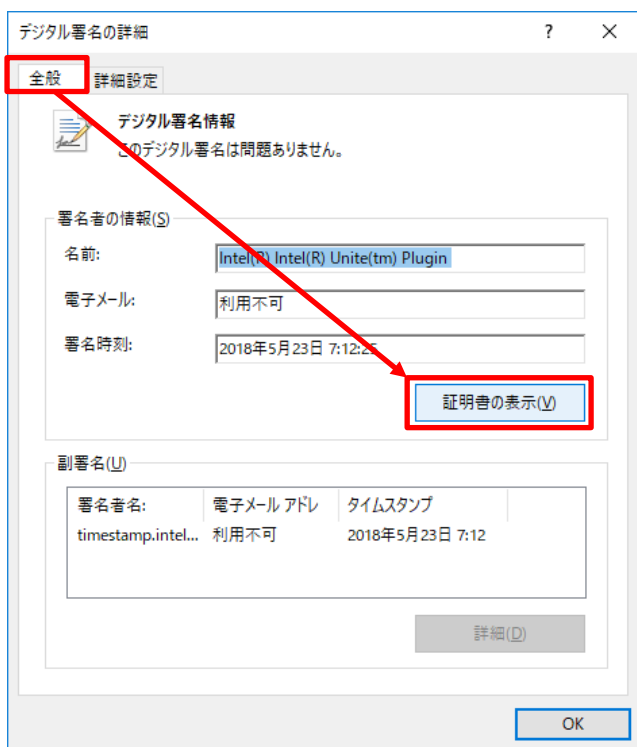 デジタル署名の詳細 ? ×
全般 詳細設定
デジタル署名情報
このデジタル署名は問題ありません。
署名者の情報(S)
名前: Intel(R) Intel(R) Unite(tm) Plugin
電子メール: 利用不可
署名時刻: 2018年5月23日 7:12:25
証明書の表示(V)
副署名(U)
署名者名: 電子メール アドレ タイムスタンプ
timestamp.intel... 利用不可 2018年5月23日 7:12
詳細(D)
OK